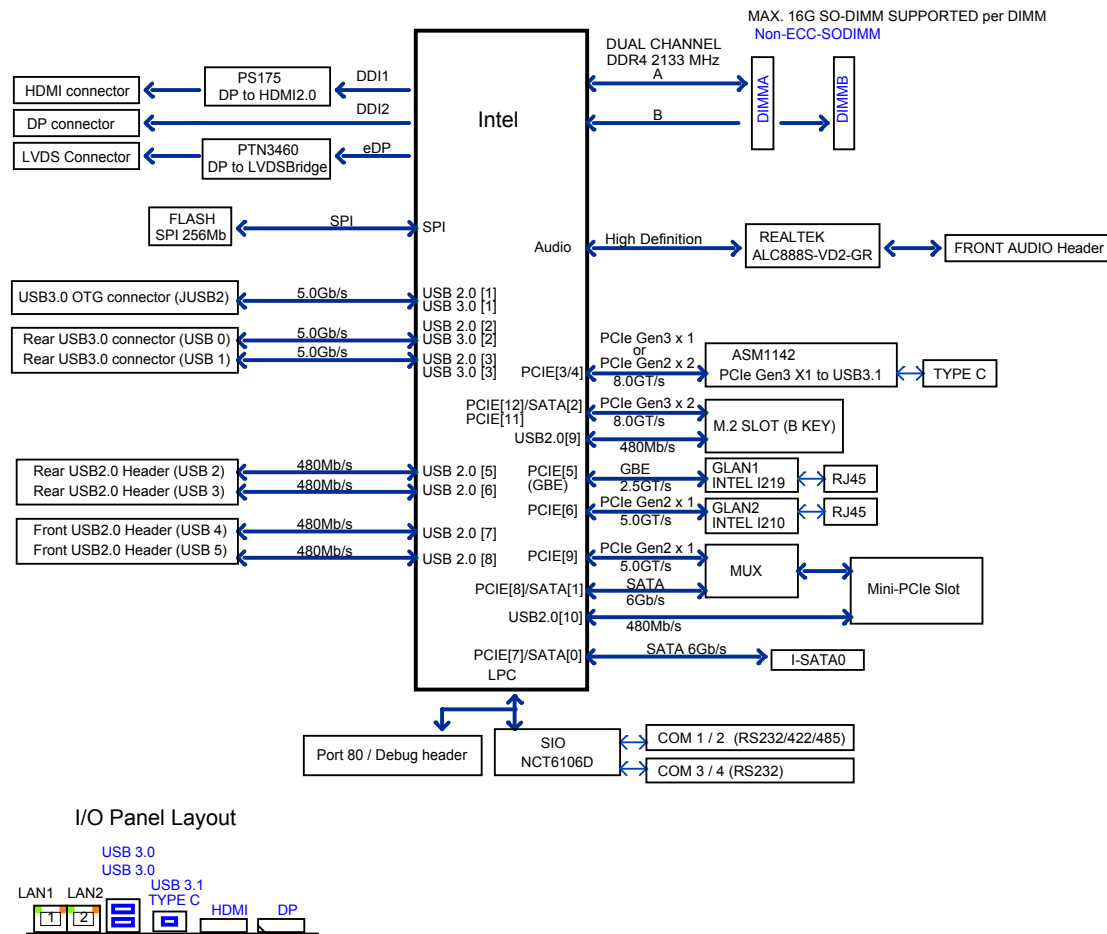 MAX. 16G SO-DIMM SUPPORTED per DIMM
Non-ECC-SODIMM
DUAL CHANNEL
DDR4 2133 MHz
A
B
DIMMA
DIMMB
Intel
HDMI connector
PS175
DP to HDMI2.0
DDI1
DP connector
DDI2
LVDS Connector
PTN3460
DP to LVDSBridge
eDP
FLASH
SPI 256Mb
SPI
SPI
Audio
High Definition
REALTEK
ALC888S-VD2-GR
FRONT AUDIO Header
USB3.0 OTG connector (JUSB2)
5.0Gb/s
USB 2.0 [1]
USB 3.0 [1]
Rear USB3.0 connector (USB 0)
5.0Gb/s
USB 2.0 [2]
USB 3.0 [2]
Rear USB3.0 connector (USB 1)
5.0Gb/s
USB 2.0 [3]
USB 3.0 [3]
PCIE[3/4]
PCIe Gen3 x 1
or
PCIe Gen2 x 2
8.0GT/s
ASM1142
PCIe Gen3 X1 to USB3.1
TYPE C
PCIE[12]/SATA[2]
PCIE[11]
PCIe Gen3 x 2
8.0GT/s
M.2 SLOT (B KEY)
USB2.0[9]
480Mb/s
Rear USB2.0 Header (USB 2)
480Mb/s
USB 2.0 [5]
Rear USB2.0 Header (USB 3)
480Mb/s
USB 2.0 [6]
PCIE[5]
(GBE)
GBE
2.5GT/s
GLAN1
INTEL I219
RJ45
PCIE[6]
PCIe Gen2 x 1
5.0GT/s
GLAN2
INTEL I210
RJ45
Front USB2.0 Header (USB 4)
480Mb/s
USB 2.0 [7]
Front USB2.0 Header (USB 5)
480Mb/s
USB 2.0 [8]
PCIE[9]
PCIe Gen2 x 1
5.0GT/s
MUX
Mini-PCIe Slot
PCIE[8]/SATA[1]
SATA
6Gb/s
USB2.0[10]
480Mb/s
PCIE[7]/SATA[0]
SATA 6Gb/s
I-SATA0
LPC
Port 80 / Debug header
SIO
NCT6106D
COM 1 / 2 (RS232/422/485)
COM 3 / 4 (RS232)
I/O Panel Layout
USB 3.0
USB 3.0
LAN1
LAN2
USB 3.1
TYPE C
HDMI
DP
1
2